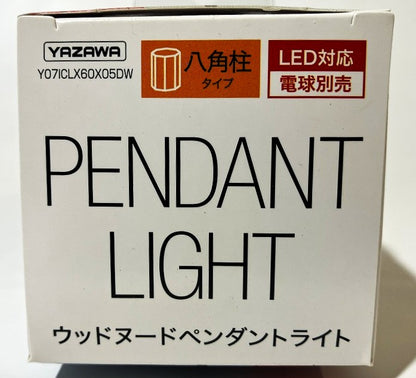 YAZAWA
Y07ICLX60X05DW
八角柱
タイプ
LED対応
電球別売
PENDANT
LIGHT
ウッドヌードペンダントライト